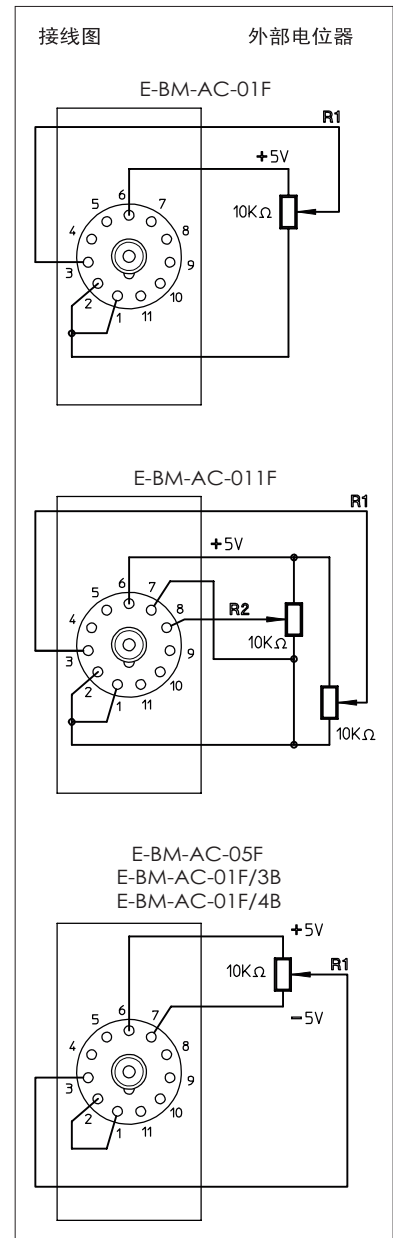 接线图 外部电位器
E-BM-AC-01F
R1
+5V
10KΩ
6
5 7
4 8
3 9
2 10
1 11
E-BM-AC-011F
R1
+5V
6
5 7
4 8
R2
3 9
10KΩ
2 10
1 11
10KΩ
E-BM-AC-05F
E-BM-AC-01F/3B
E-BM-AC-01F/4B
+5V
10KΩ R1
-5V
6
5 7
4 8
3 9
2 10
1 11